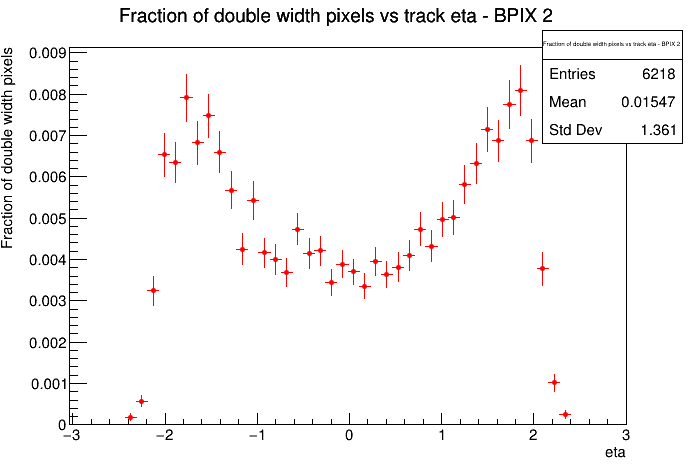 Fraction of double width pixels vs track eta - BPIX 2
Fraction of double width pixels vs track eta - BPIX 2
Entries 6218
Mean 0.01547
Std Dev 1.361
Fraction of double width pixels
0.009
0.008
0.007
0.006
0.005
0.004
0.003
0.002
0.001
0
−3 −2 −1 0 1 2 3
eta